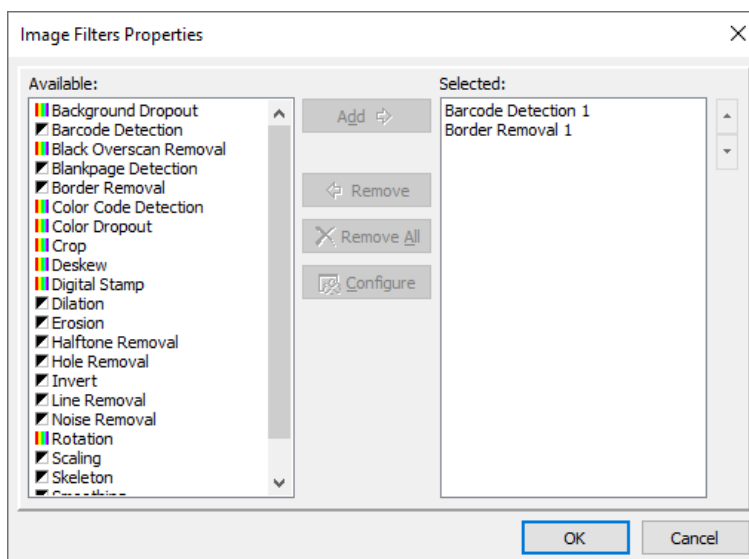 Image Filters Properties
Available:
Background Dropout
Barcode Detection
Black Overscan Removal
Blankpage Detection
Border Removal
Color Code Detection
Color Dropout
Crop
Deskew
Digital Stamp
Dilation
Erosion
Halftone Removal
Hole Removal
Invert
Line Removal
Noise Removal
Rotation
Scaling
Skeleton
Smoothing
Add
Remove
Remove All
Configure
Selected:
Barcode Detection 1
Border Removal 1
OK
Cancel